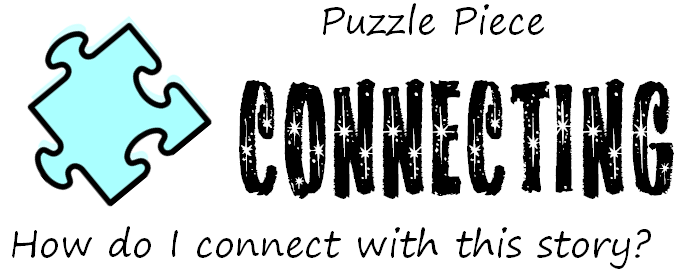 Puzzle Piece
CONNECTING
How do I connect with this story?